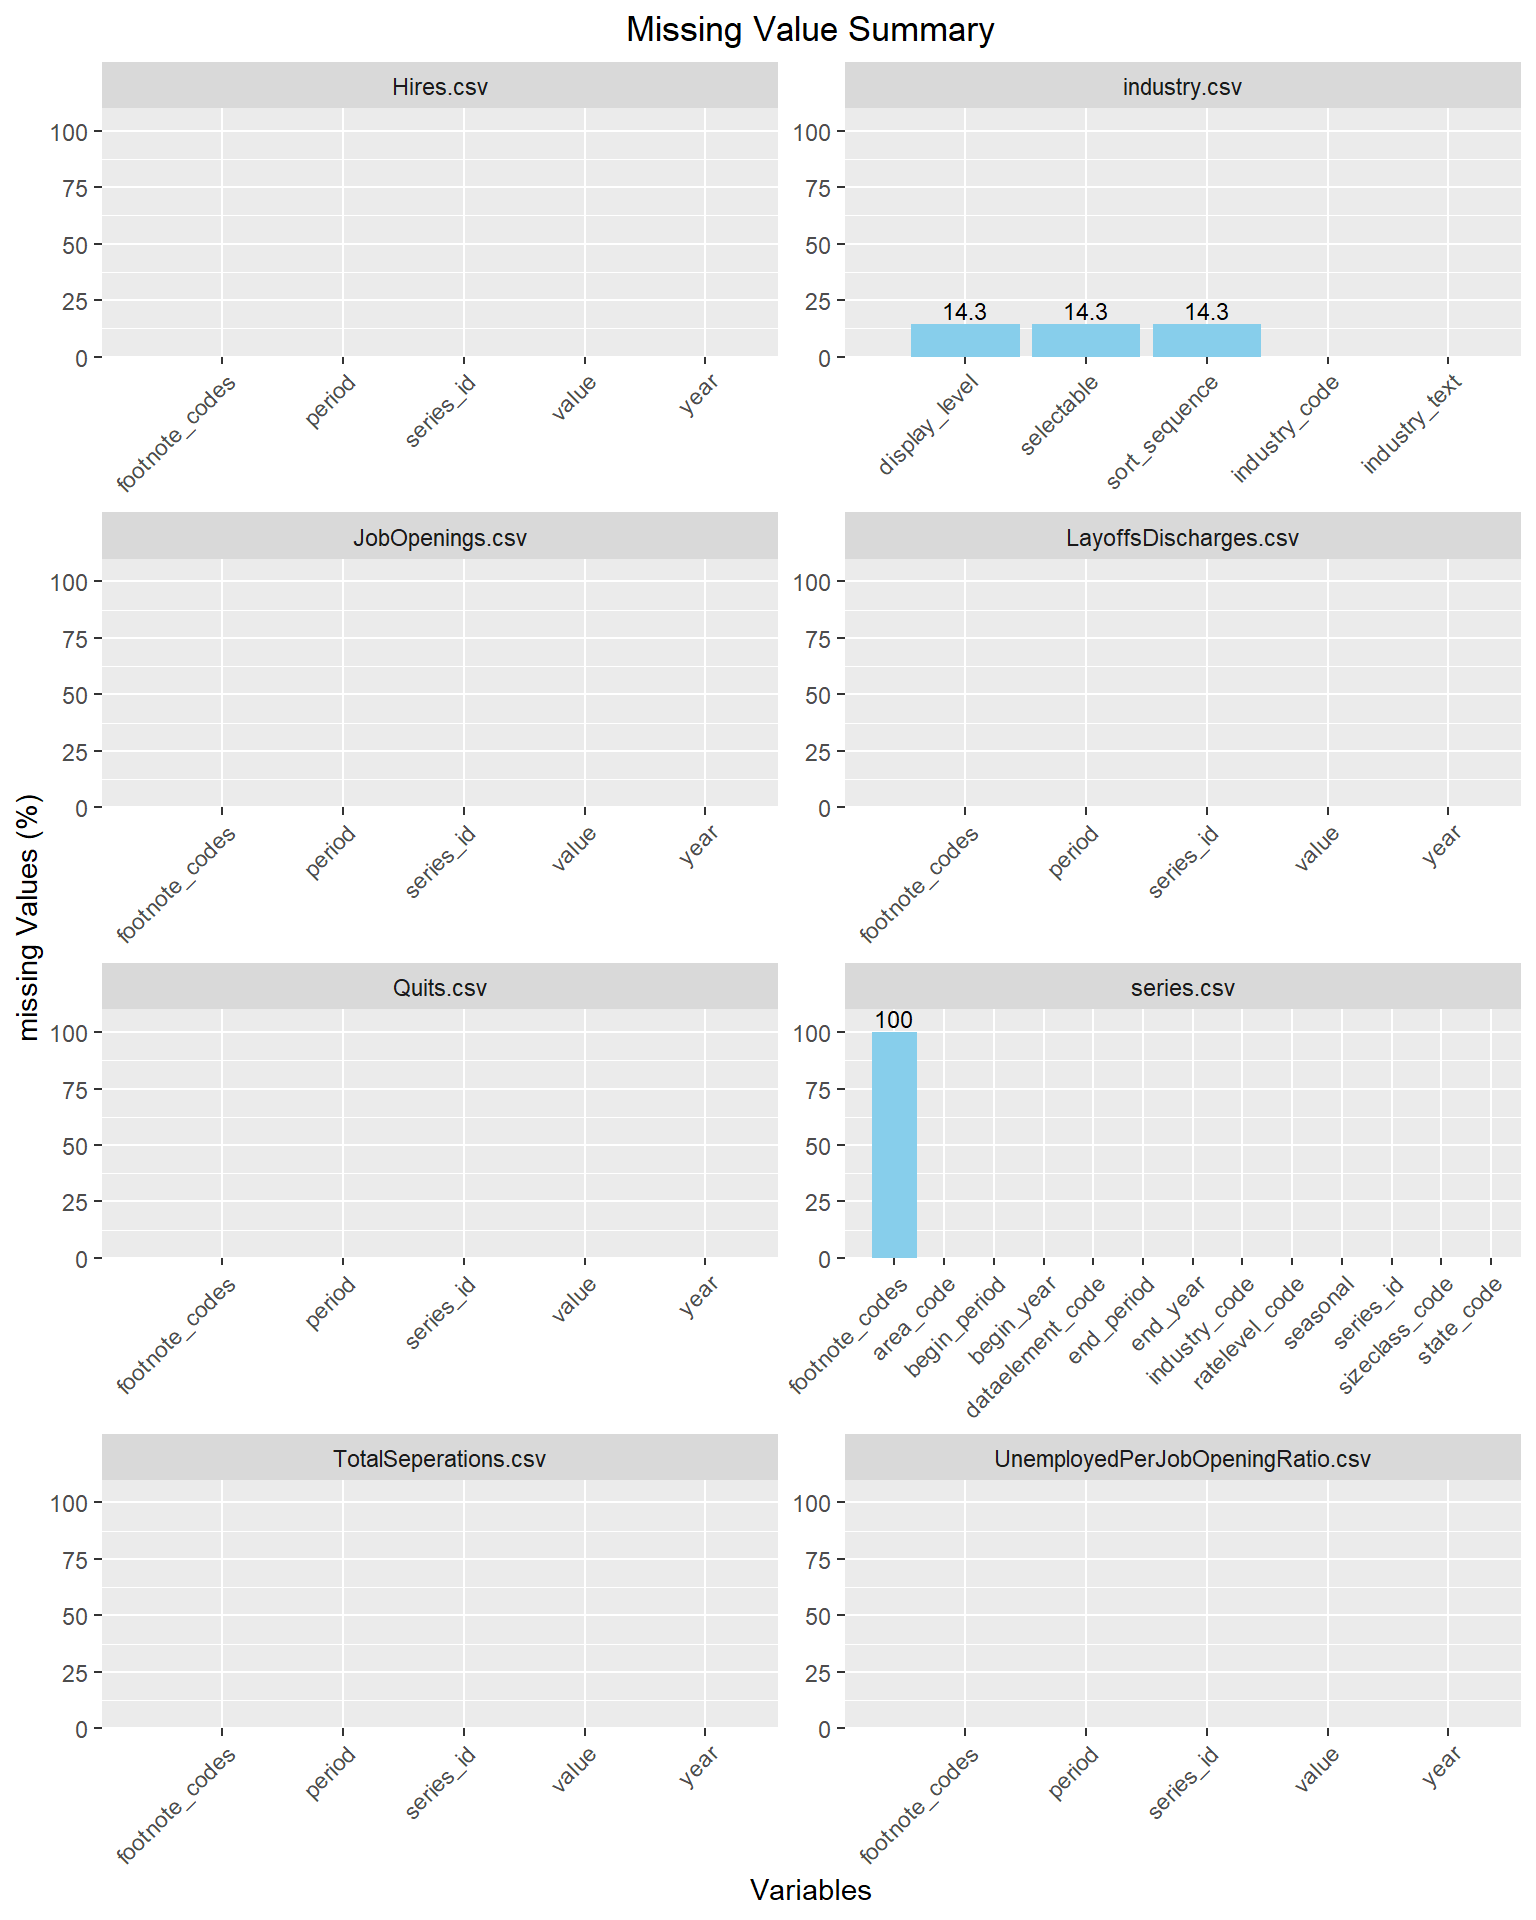 Missing Value Summary
Hires.csv
100
75
50
25
0
footnote_codes
period
series_id
value
year
industry.csv
100
75
50
25
0
14.3
14.3
14.3
display_level
selectable
sort_sequence
industry_code
industry_text
JobOpenings.csv
100
75
50
25
0
footnote_codes
period
series_id
value
year
LayoffsDischarges.csv
100
75
50
25
0
footnote_codes
period
series_id
value
year
missing Values (%)
Quits.csv
100
75
50
25
0
footnote_codes
period
series_id
value
year
series.csv
100
100
75
50
25
0
footnote_codes
area_code
begin_period
begin_year
dataelement_code
end_period
end_year
industry_code
ratelevel_code
seasonal
series_id
sizeclass_code
state_code
TotalSeperations.csv
100
75
50
25
0
footnote_codes
period
series_id
value
year
UnemployedPerJobOpeningRatio.csv
100
75
50
25
0
footnote_codes
period
series_id
value
year
Variables